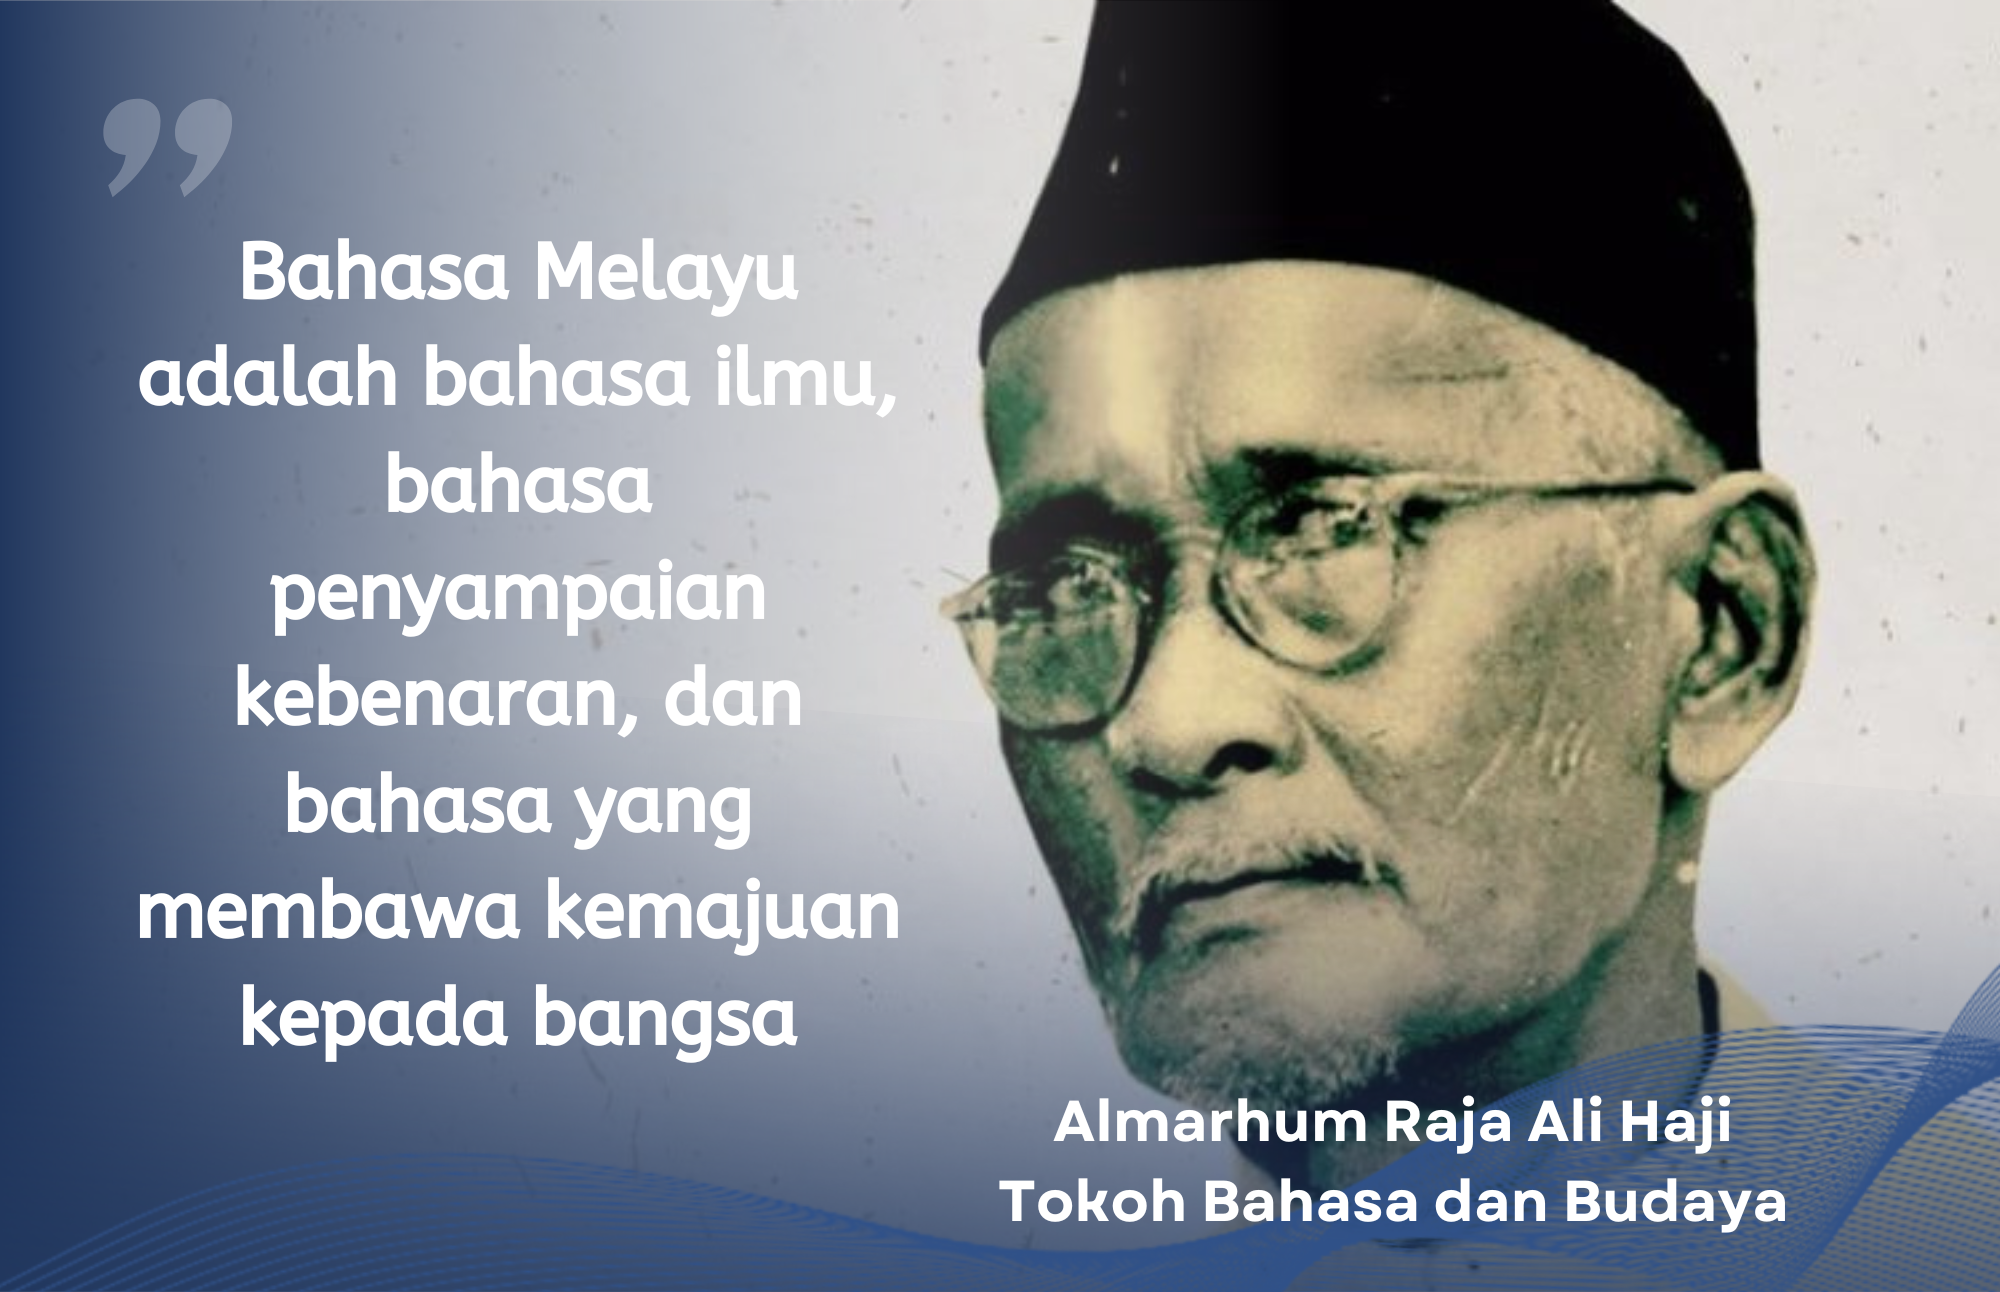 ”
Bahasa Melayu
adalah bahasa ilmu,
bahasa
penyampaian
kebenaran, dan
bahasa yang
membawa kemajuan
kepada bangsa
Almarhum Raja Ali Haji
Tokoh Bahasa dan Budaya